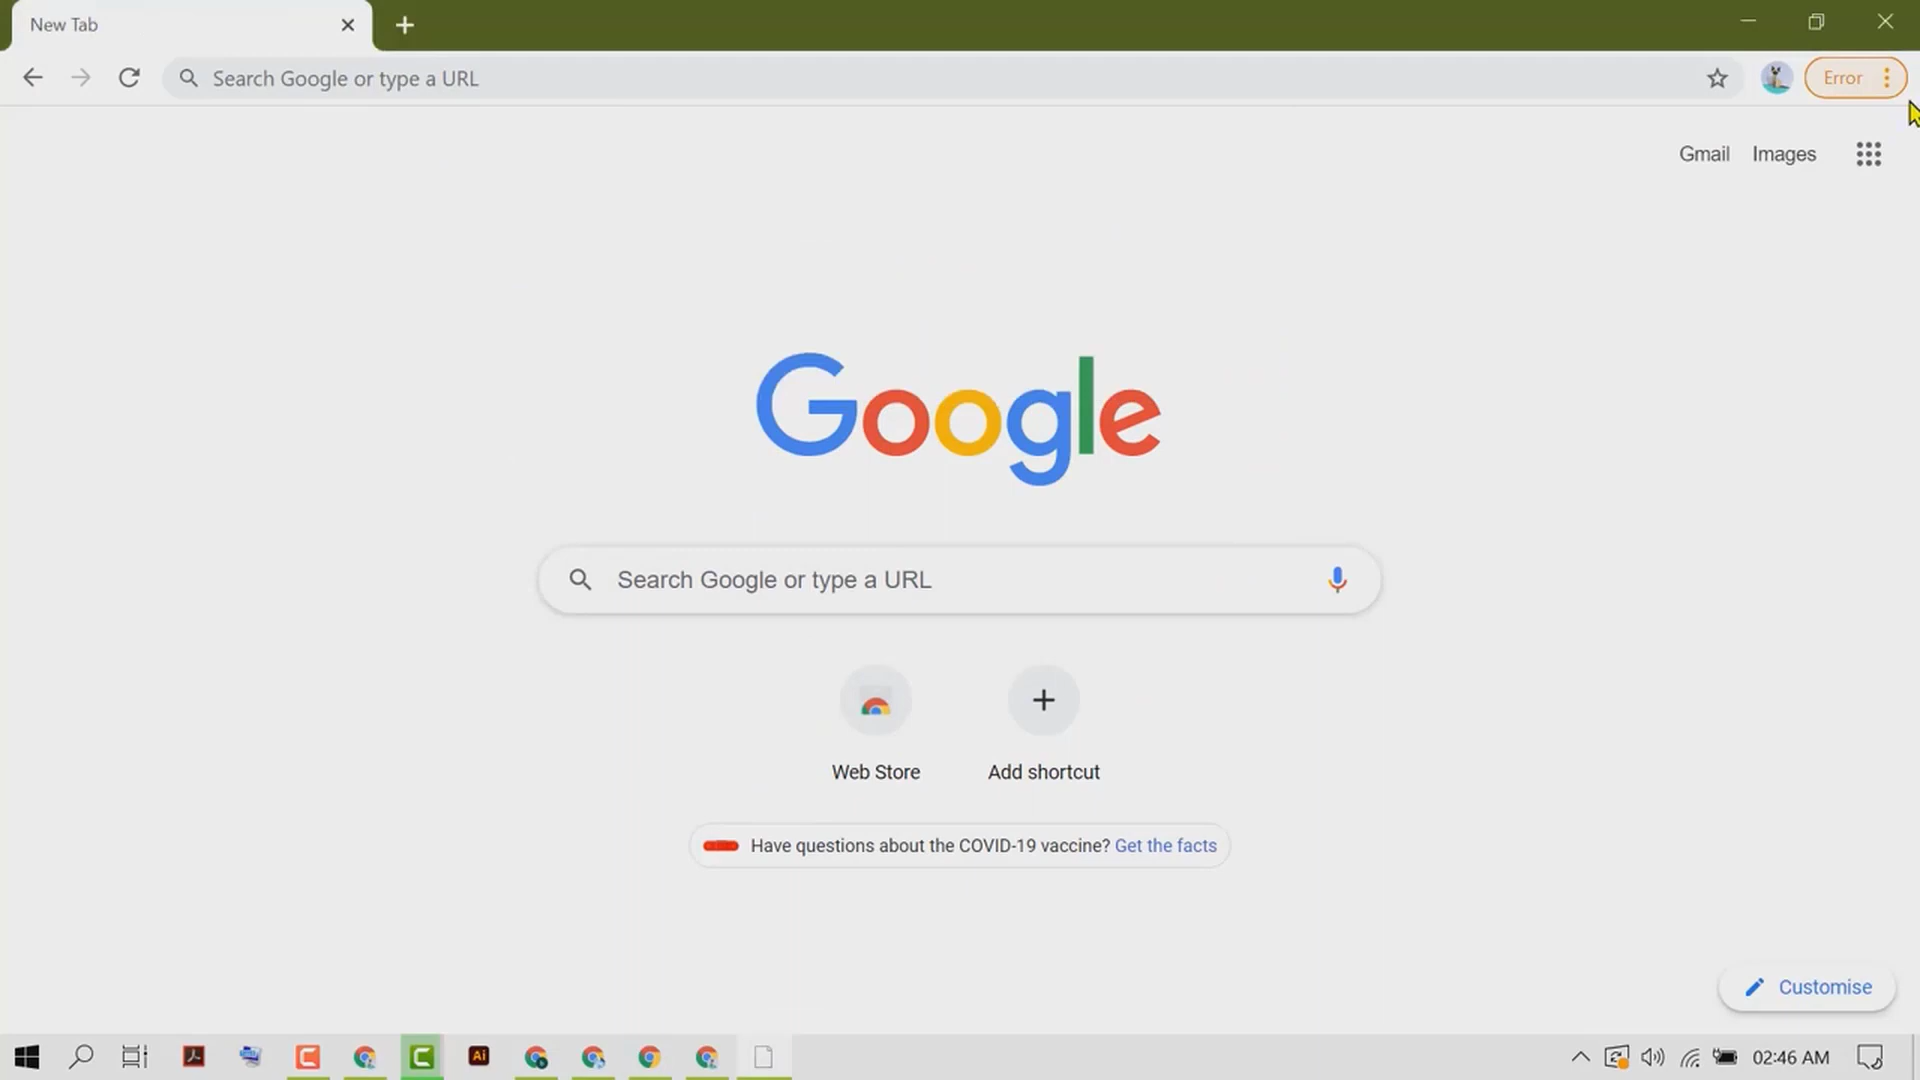 New Tab
Search Google or type a URL
Error
Gmail Images
Google
Search Google or type a URL
Web Store Add shortcut
Have questions about the COVID-19 vaccine? Get the facts
Customise
Ai
02:46 AM